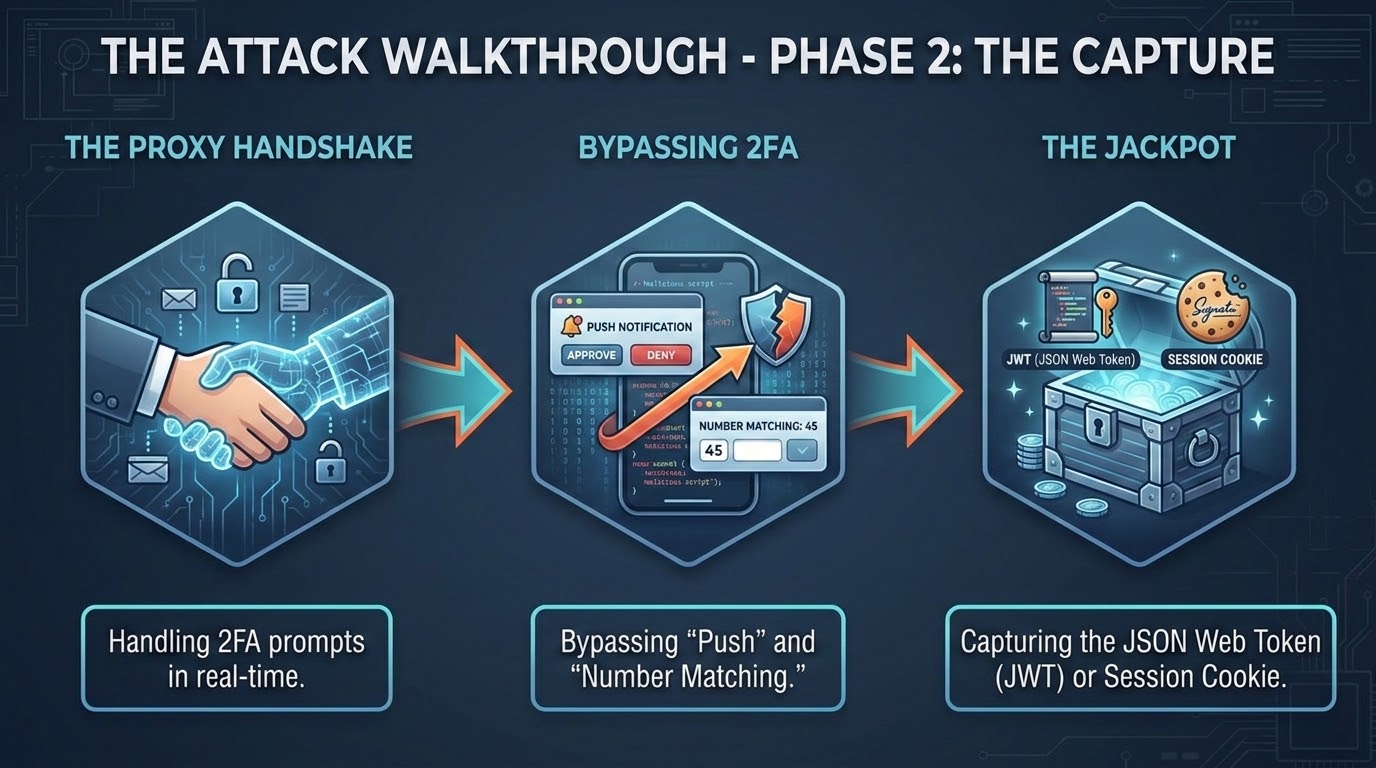 THE ATTACK WALKTHROUGH - PHASE 2: THE CAPTURE
THE PROXY HANDSHAKE
Handling 2FA prompts
in real-time.
BYPASSING 2FA
PUSH NOTIFICATION
APPROVE
DENY
NUMBER MATCHING: 45
45
Bypassing “Push” and
“Number Matching.”
THE JACKPOT
JWT (JSON Web Token)
SESSION COOKIE
Capturing the JSON Web Token
(JWT) or Session Cookie.